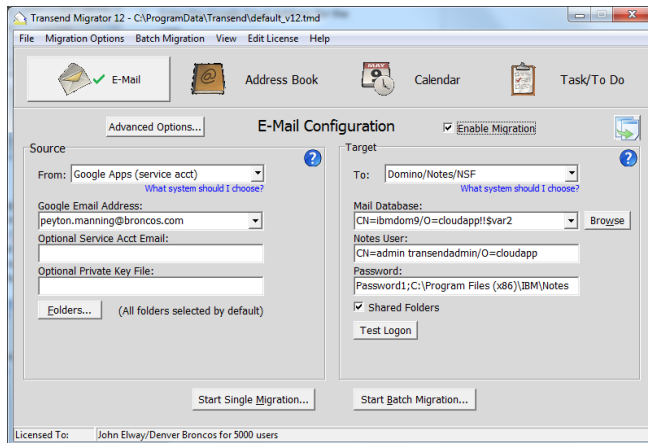 Transend Migrator 12 - C:\ProgramData\Transend\default_v12.tmd
File Migration Options Batch Migration View Edit License Help
E-Mail Address Book Calendar Task/To Do
MAY
Advanced Options... E-Mail Configuration Enable Migration
Source
From: Google Apps (service acct)
What system should I choose?
Google Email Address:
peyton.manning@broncos.com
Optional Service Acct Email:
Optional Private Key File:
Folders... (All folders selected by default)
Target
To: Domino/Notes/NSF
What system should I choose?
Mail Database:
CN=ibmdom9/O=cloudapp!!$var2 Browse
Notes User:
CN=admin transendadmin/O=cloudapp
Password:
Password1;C:\Program Files (x86)\IBM\Notes
Shared Folders
Test Logon
Start Single Migration... Start Batch Migration...
Licensed To: John Elway/Denver Broncos for 5000 users